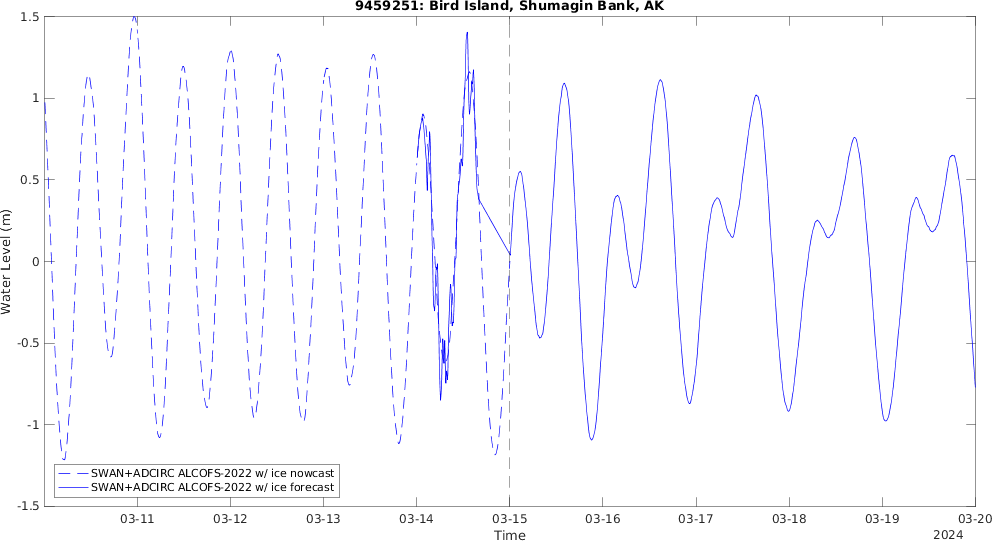 9459251: Bird Island, Shumagin Bank, AK
Water Level (m)
1.5
1
0.5
0
-0.5
-1
-1.5
SWAN+ADCIRC ALCOFS-2022 w/ ice nowcast
SWAN+ADCIRC ALCOFS-2022 w/ ice forecast
03-11 03-12 03-13 03-14 03-15 03-16 03-17 03-18 03-19 03-20
Time
2024